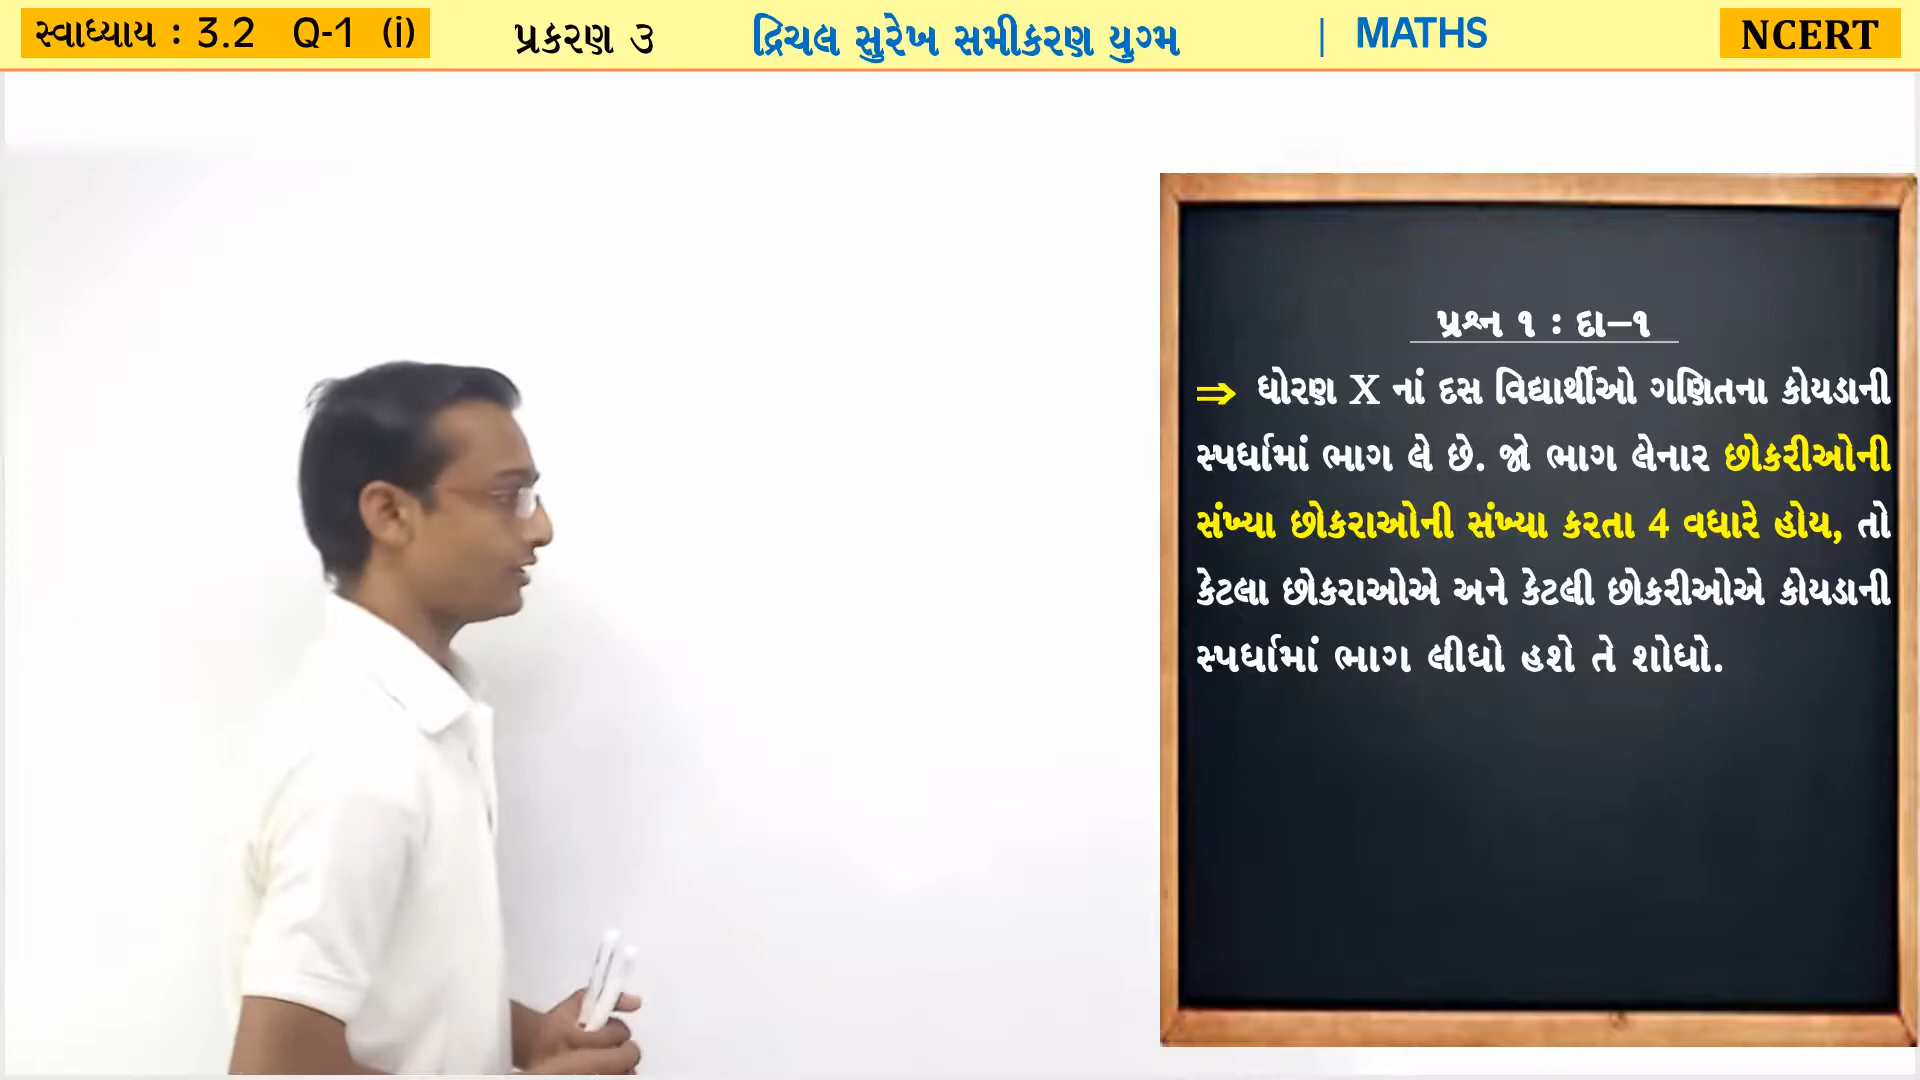 સ્વાધ્યાય : 3.2 Q-1 (i)
પ્રકરણ ૩
દ્વિચલ સુરેખ સમીકરણ યુગ્મ
| MATHS
NCERT
પ્રશ્ન ૧ : દા–૧
⇒ ધોરણ X નાં દસ વિદ્યાર્થીઓ ગણિતના કોયડાની
સ્પર્ધામાં ભાગ લે છે. જો ભાગ લેનાર છોકરીઓની
સંખ્યા છોકરાઓની સંખ્યા કરતા 4 વધારે હોય, તો
કેટલા છોકરાઓએ અને કેટલી છોકરીઓએ કોયડાની
સ્પર્ધામાં ભાગ લીધો હશે તે શોધો.